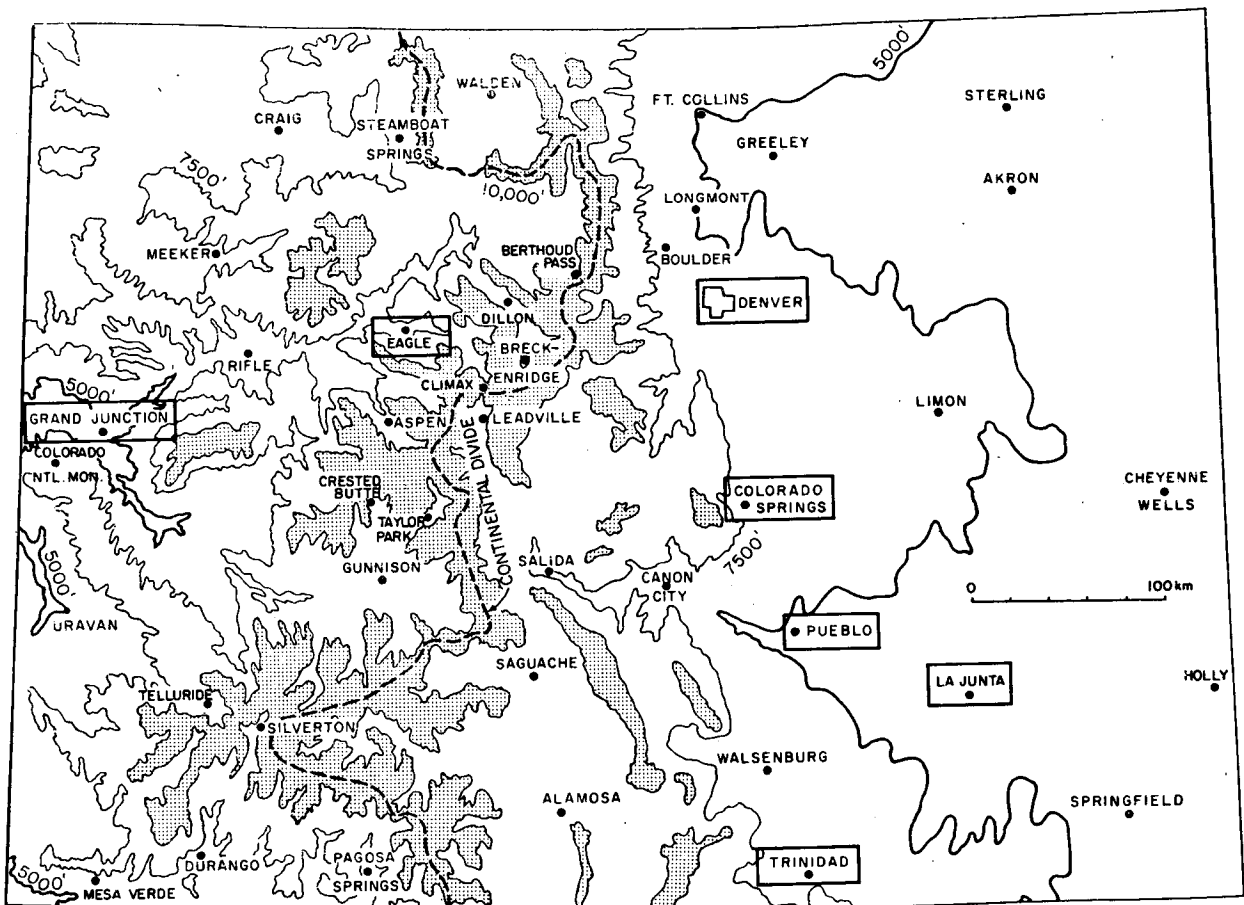 5000'
WALDEN
FT. COLLINS
STERLING
CRAIG
STEAMBOAT
SPRINGS
GREELEY
7500'
10,000'
AKRON
LONGMONT
MEEKER
BERTHOUD
PASS
BOULDER
DENVER
DILLON
EAGLE
BRECK-
ENRIDGE
RIFLE
CLIMAX
5000'
GRAND JUNCTION
ASPEN
LEADVILLE
LIMON
COLORADO
NTL. MON.
CONTINENTAL DIVIDE
CRESTED
BUTTE
TAYLOR
PARK
COLORADO
SPRINGS
CHEYENNE
WELLS
7500'
5000'
GUNNISON
SALIDA
CANON
CITY
0
100 km
URAVAN
PUEBLO
SAGUACHE
LA JUNTA
HOLLY
TELLURIDE
SILVERTON
WALSENBURG
ALAMOSA
SPRINGFIELD
DURANGO
PAGOSA
SPRINGS
TRINIDAD
5000'
MESA VERDE